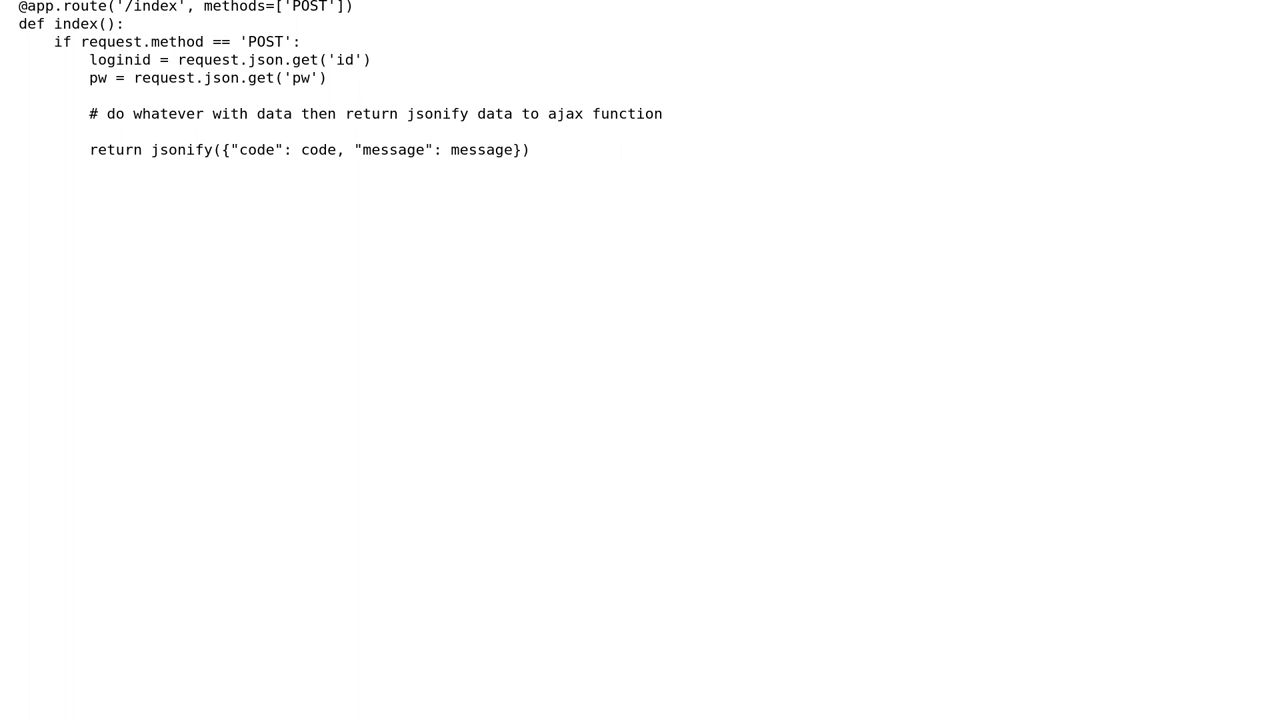 @app.route('/index', methods=['POST'])
def index():
    if request.method == 'POST':
        loginid = request.json.get('id')
        pw = request.json.get('pw')

        # do whatever with data then return jsonify data to ajax function

        return jsonify({"code": code, "message": message})